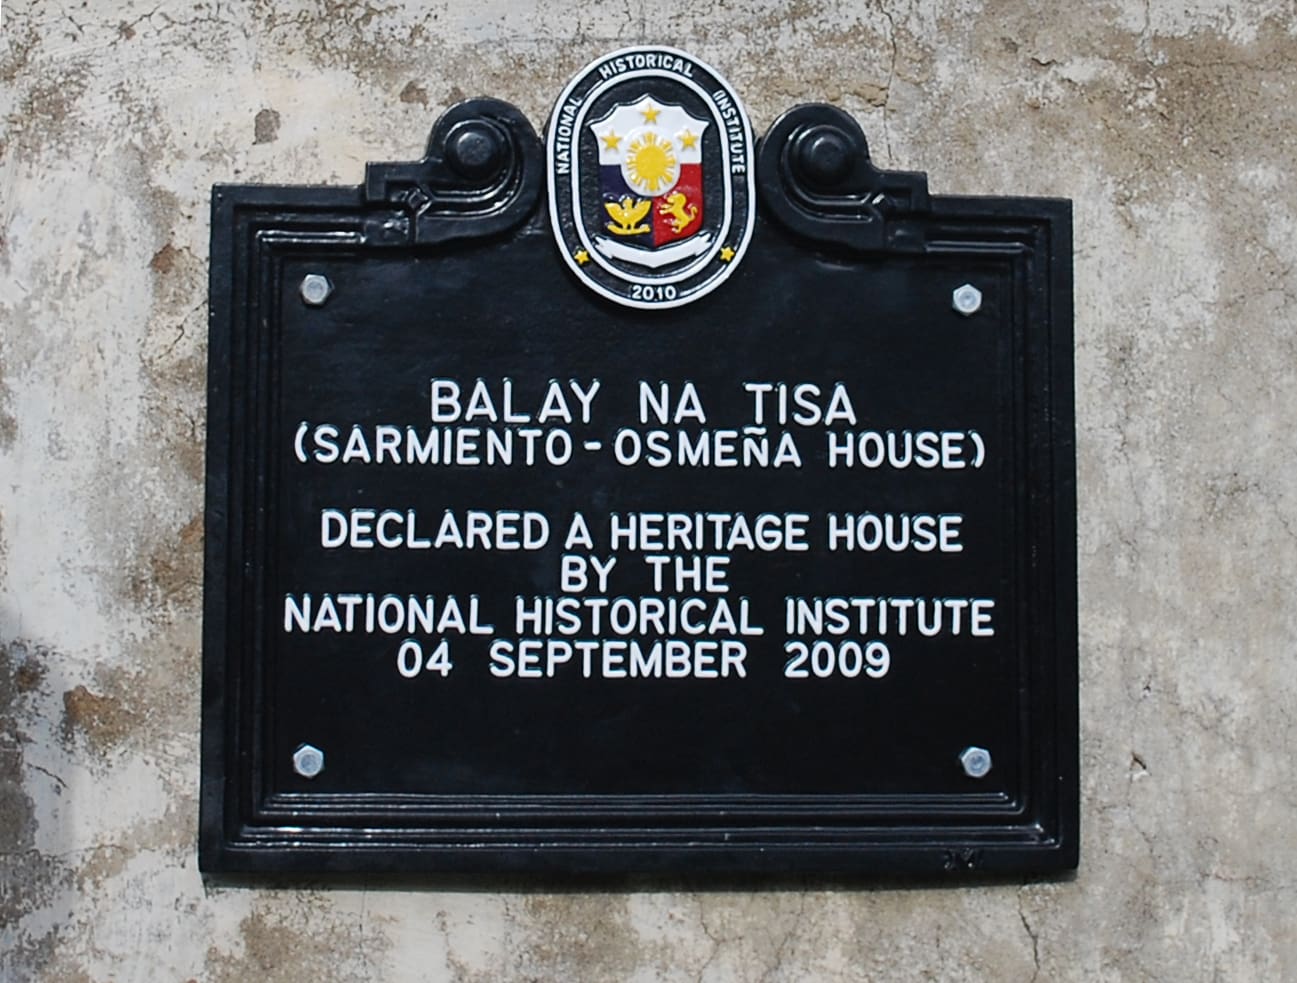 NATIONAL HISTORICAL INSTITUTE
2010
BALAY NA TISA
(SARMIENTO - OSMEÑA HOUSE)
DECLARED A HERITAGE HOUSE
BY THE
NATIONAL HISTORICAL INSTITUTE
04 SEPTEMBER 2009